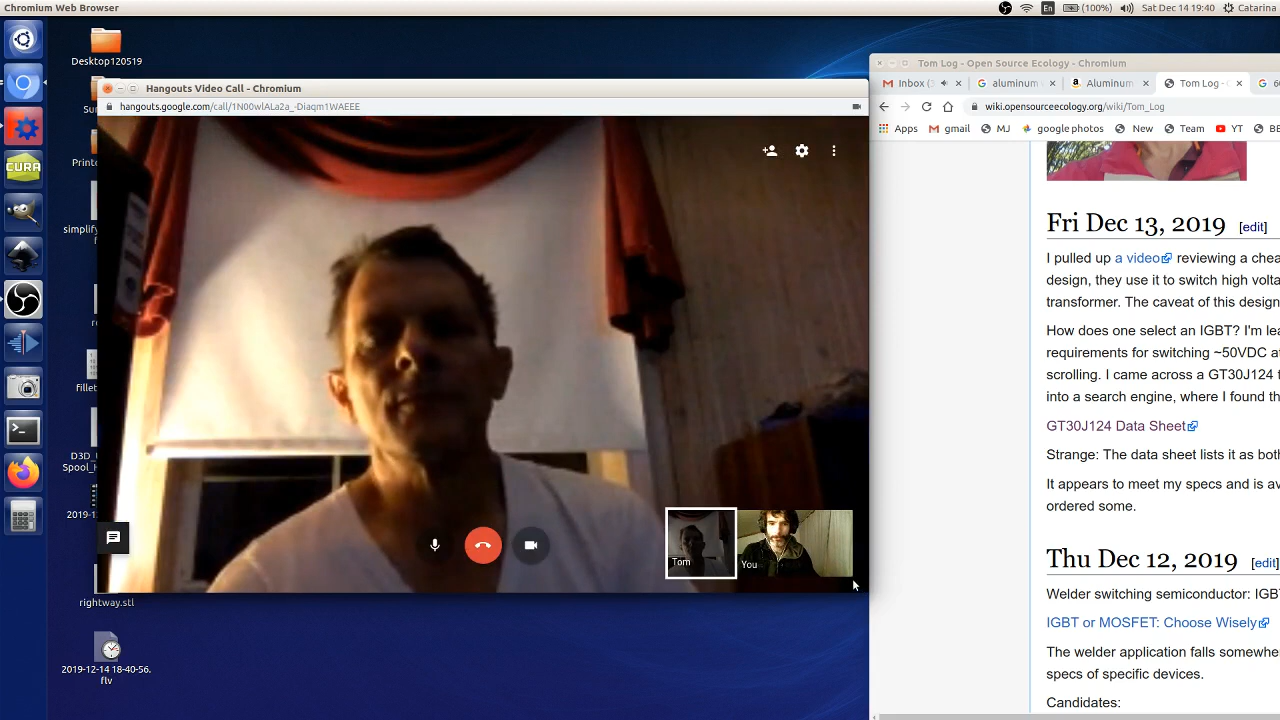 Chromium Web Browser
En
(100%)
Sat Dec 14 19:40
Catarina
Desktop120519
CURA
2019-12-14 18-40-56.
flv
rightway.stl
Hangouts Video Call - Chromium
hangouts.google.com/call/1N00wlALa2a_-Diaqm1WAEEE
Tom
You
Tom Log - Open Source Ecology - Chromium
Inbox (
aluminum
Aluminum
Tom Log -
wiki.opensourceecology.org/wiki/Tom_Log
Apps
gmail
MJ
google photos
New
Team
YT
Fri Dec 13, 2019 [edit]
I pulled up a video reviewing a chea
design, they use it to switch high volta
transformer. The caveat of this design
How does one select an IGBT? I'm lea
requirements for switching ~50VDC a
scrolling. I came across a GT30J124
into a search engine, where I found th
GT30J124 Data Sheet
Strange: The data sheet lists it as both
It appears to meet my specs and is av
ordered some.
Thu Dec 12, 2019 [edit]
Welder switching semiconductor: IGBT
IGBT or MOSFET: Choose Wisely
The welder application falls somewhe
specs of specific devices.
Candidates: